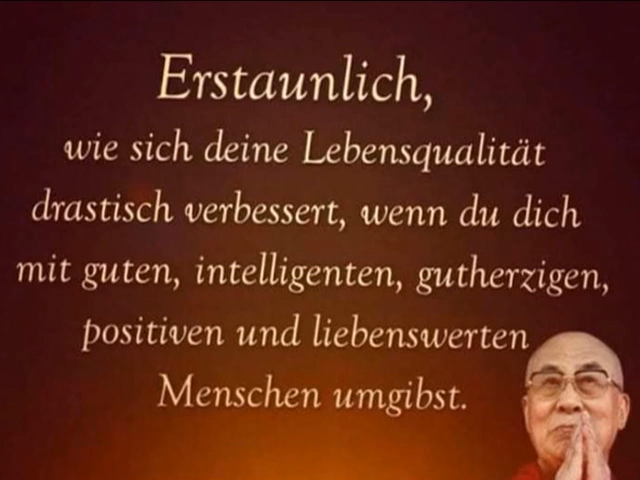 Erstaunlich,
wie sich deine Lebensqualität
drastisch verbessert, wenn du dich
mit guten, intelligenten, gutherzigen,
positiven und liebenswerten
Menschen umgibst.